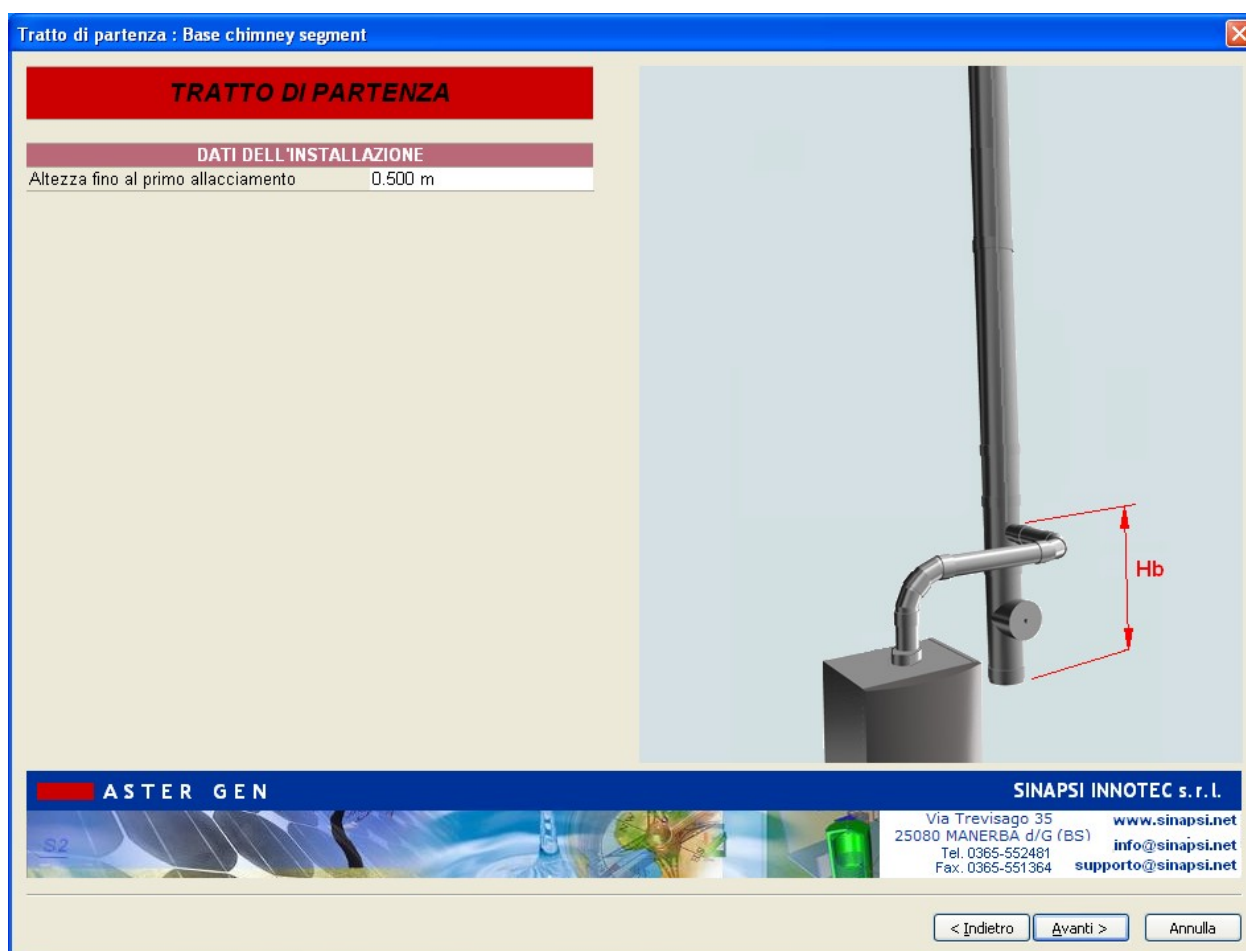 Tratto di partenza : Base chimney segment
TRATTO DI PARTENZA
DATI DELL'INSTALLAZIONE
Altezza fino al primo allacciamento 0.500 m
Hb
ASTER GEN
SINAPSI INNOTEC s.r.l.
S2
Via Trevisago 35
25080 MANERBA d/G (BS)
Tel. 0365-552481
Fax. 0365-551364
www.sinapsi.net
info@sinapsi.net
supporto@sinapsi.net
< Indietro
Avanti >
Annulla